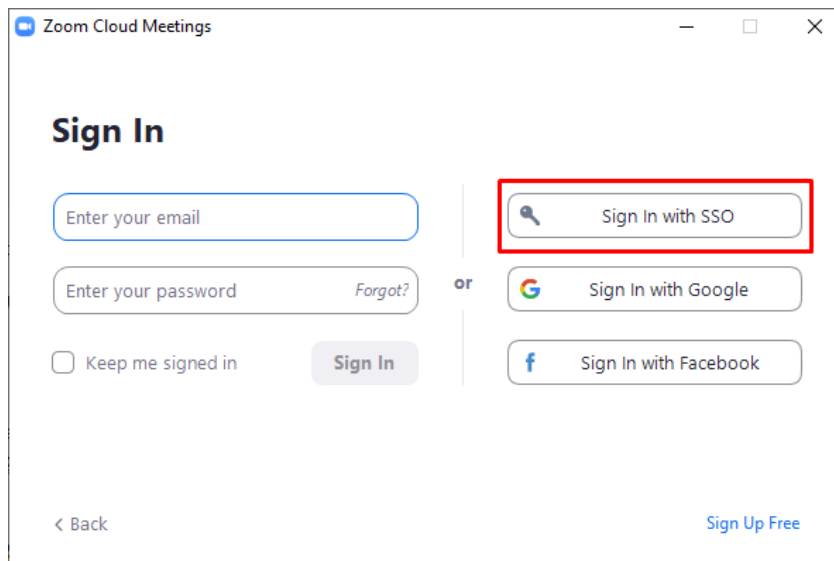 Zoom Cloud Meetings
Sign In
Enter your email
Enter your password Forgot?
Keep me signed in Sign In
or
Sign In with SSO
Sign In with Google
Sign In with Facebook
Back
Sign Up Free